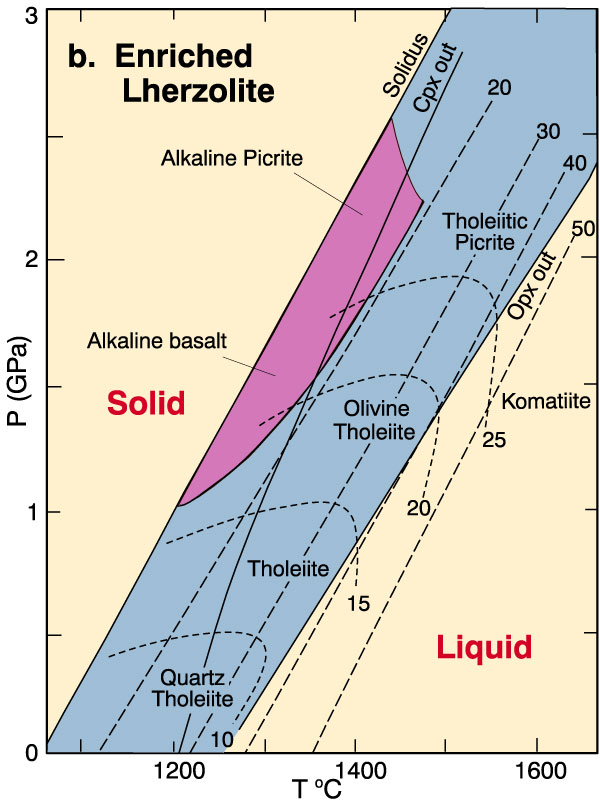 3
b. Enriched
Lherzolite
Solidus
Cpx out
20
30
40
50
Alkaline Picrite
Tholeiitic
Picrite
2
Opx out
Alkaline basalt
P (GPa)
Solid
Olivine
Tholeiite
Komatiite
25
20
1
Tholeiite
15
Liquid
Quartz
Tholeiite
10
0
1200
1400
1600
T °C